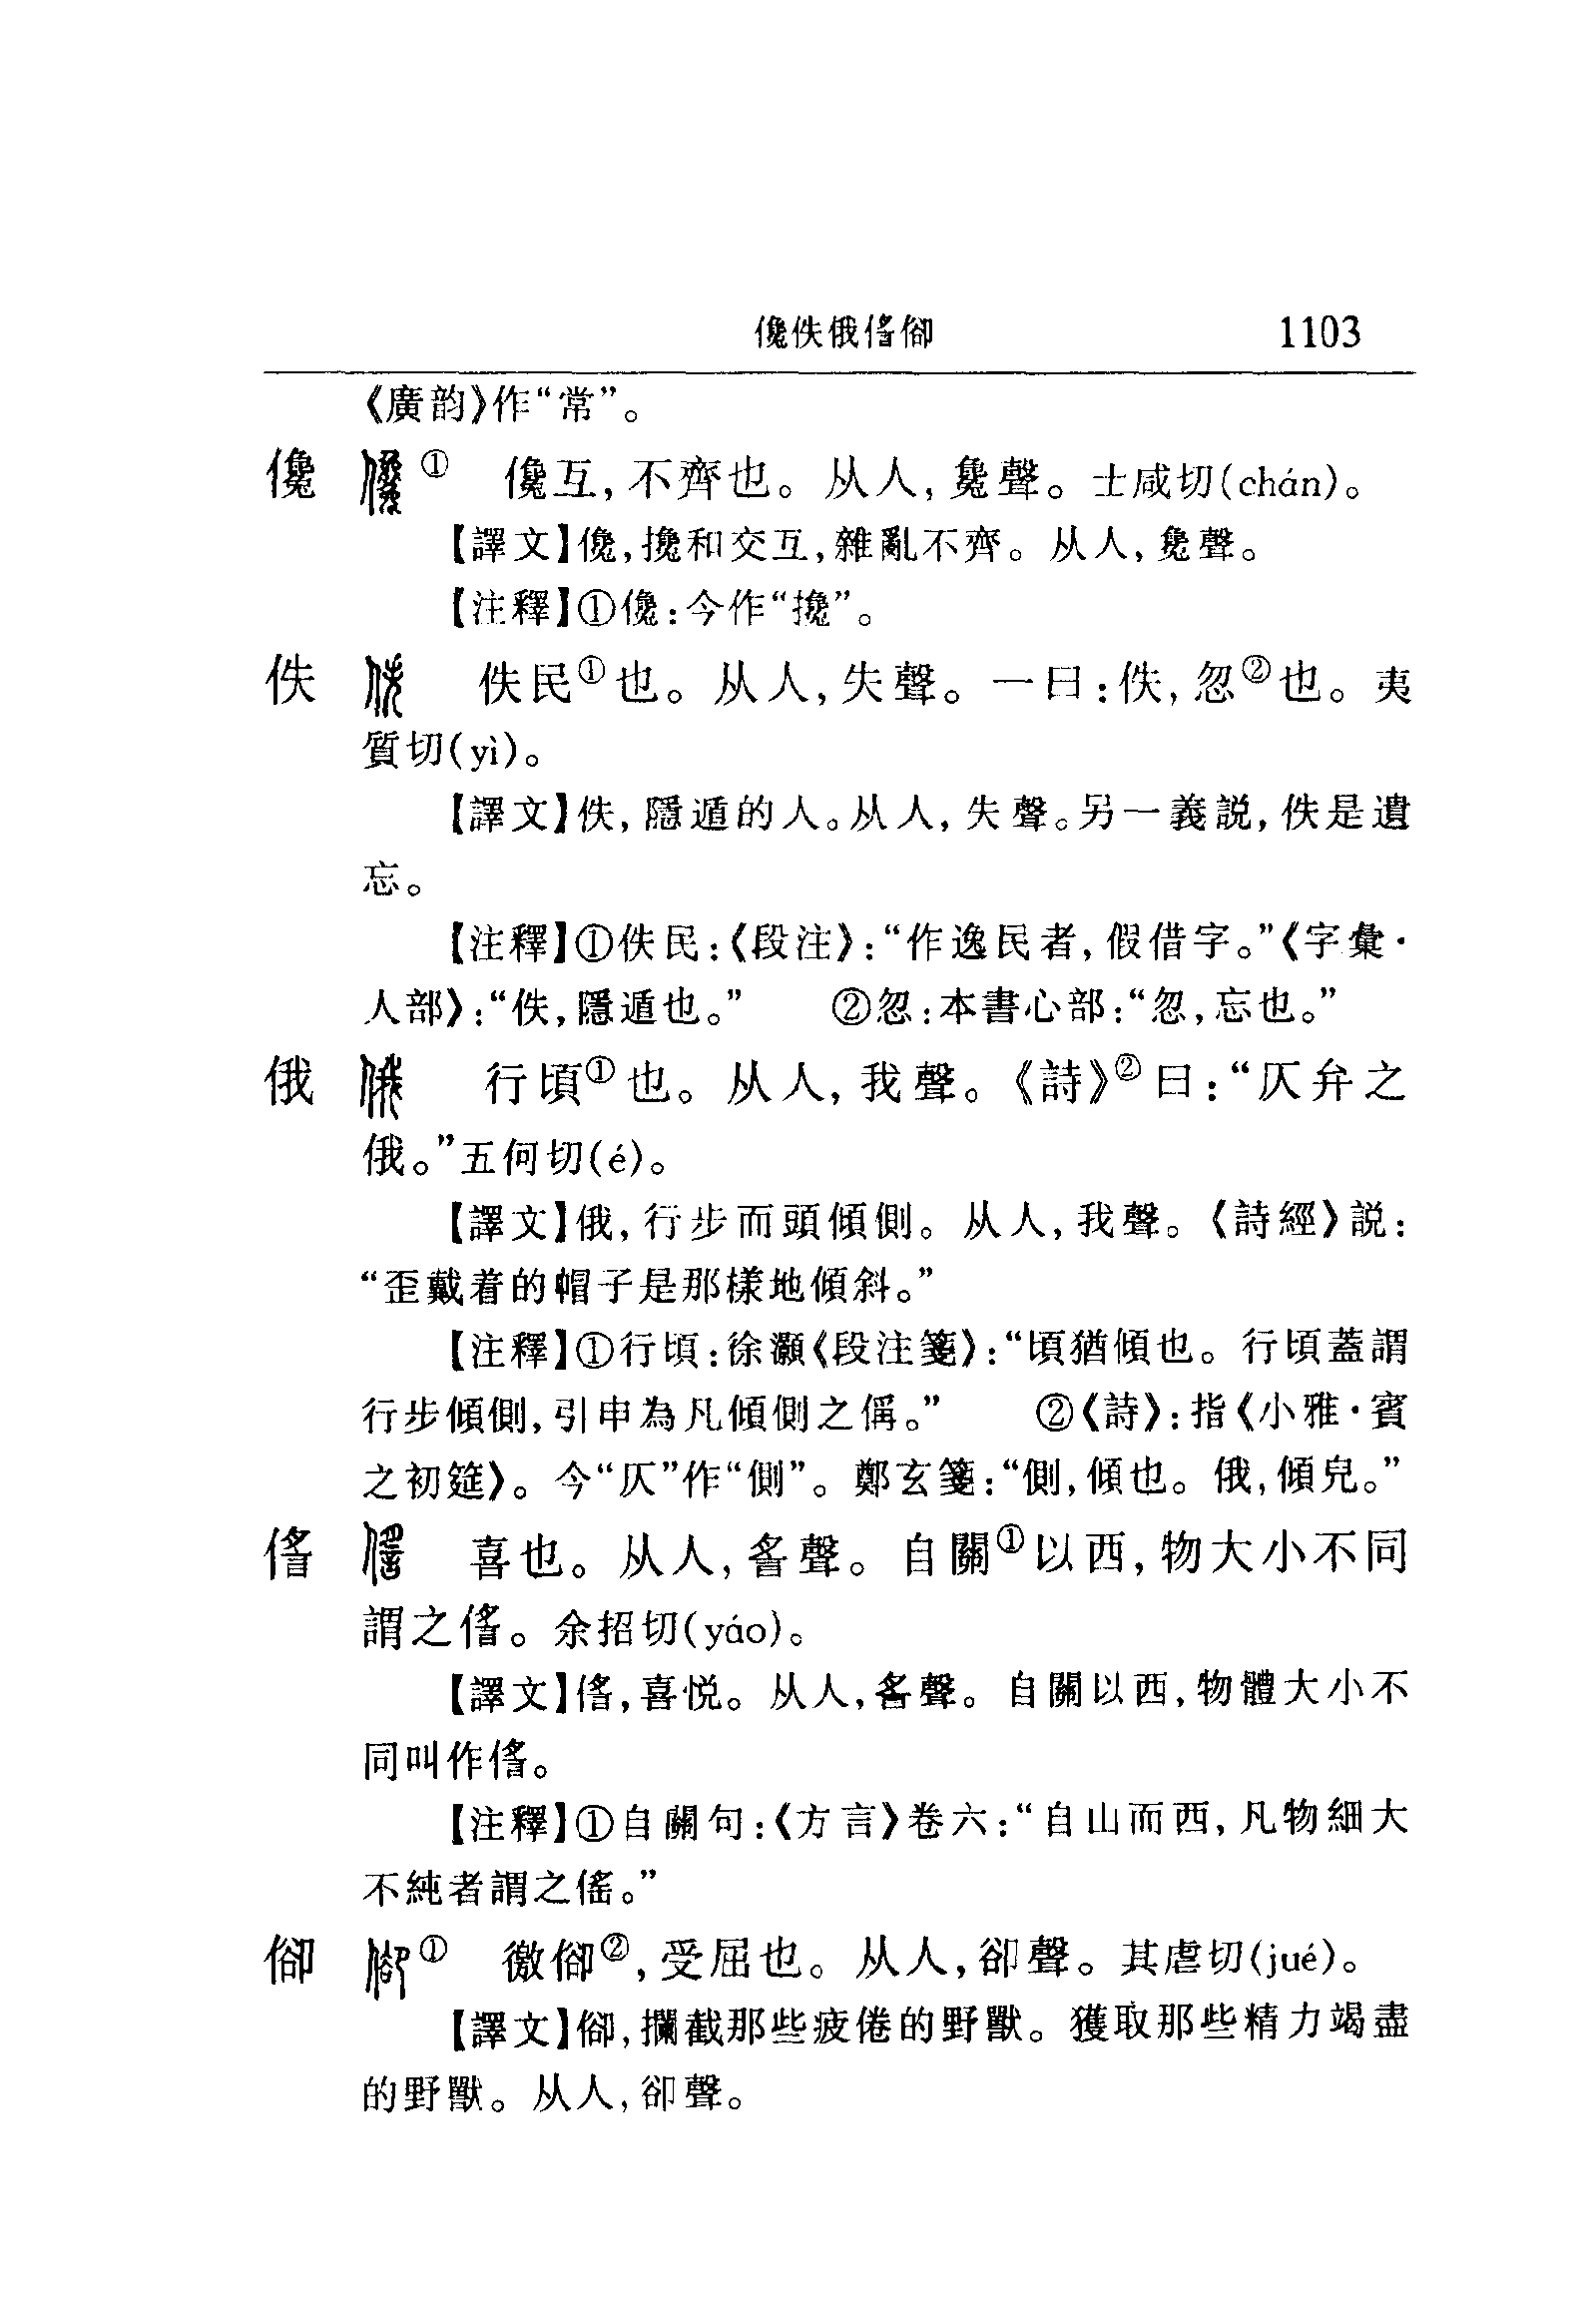 儳佚俄㑾㑢 1103
《廣韵》作“常”。
儳 ① 儳互,不齊也。从人,毚聲。士咸切(chán)。
【譯文】儳,攙和交互,雜亂不齊。从人,毚聲。
【注釋】①儳:今作“攙”。
佚 佚民①也。从人,失聲。一曰:佚,忽②也。夷
質切(yì)。
【譯文】佚,隱遁的人。从人,失聲。另一義説,佚是遺
忘。
【注釋】①佚民:《段注》:“作逸民者,假借字。”《字彙·
人部》:“佚,隱遁也。” ②忽:本書心部:“忽,忘也。”
俄 行頃①也。从人,我聲。《詩》②曰:“仄弁之
俄。”五何切(é)。
【譯文】俄,行步而頭傾側。从人,我聲。《詩經》説:
“歪戴着的帽子是那樣地傾斜。”
【注釋】①行頃:徐灝《段注箋》:“頃猶傾也。行頃蓋謂
行步傾側,引申為凡傾側之偁。” ②《詩》:指《小雅·賓
之初筵》。今“仄”作“側”。鄭玄箋:“側,傾也。俄,傾皃。”
喜也。从人,䚻聲。自關①以西,物大小不同
謂之。余招切(yáo)。
【譯文】,喜悦。从人,䚻聲。自關以西,物體大小不
同叫作。
【注釋】①自關句:《方言》卷六:“自山而西,凡物細大
不純者謂之傜。”
① 徼②,受屈也。从人,卻聲。其虐切(jué)。
【譯文】,攔截那些疲倦的野獸。獲取那些精力竭盡
的野獸。从人,卻聲。